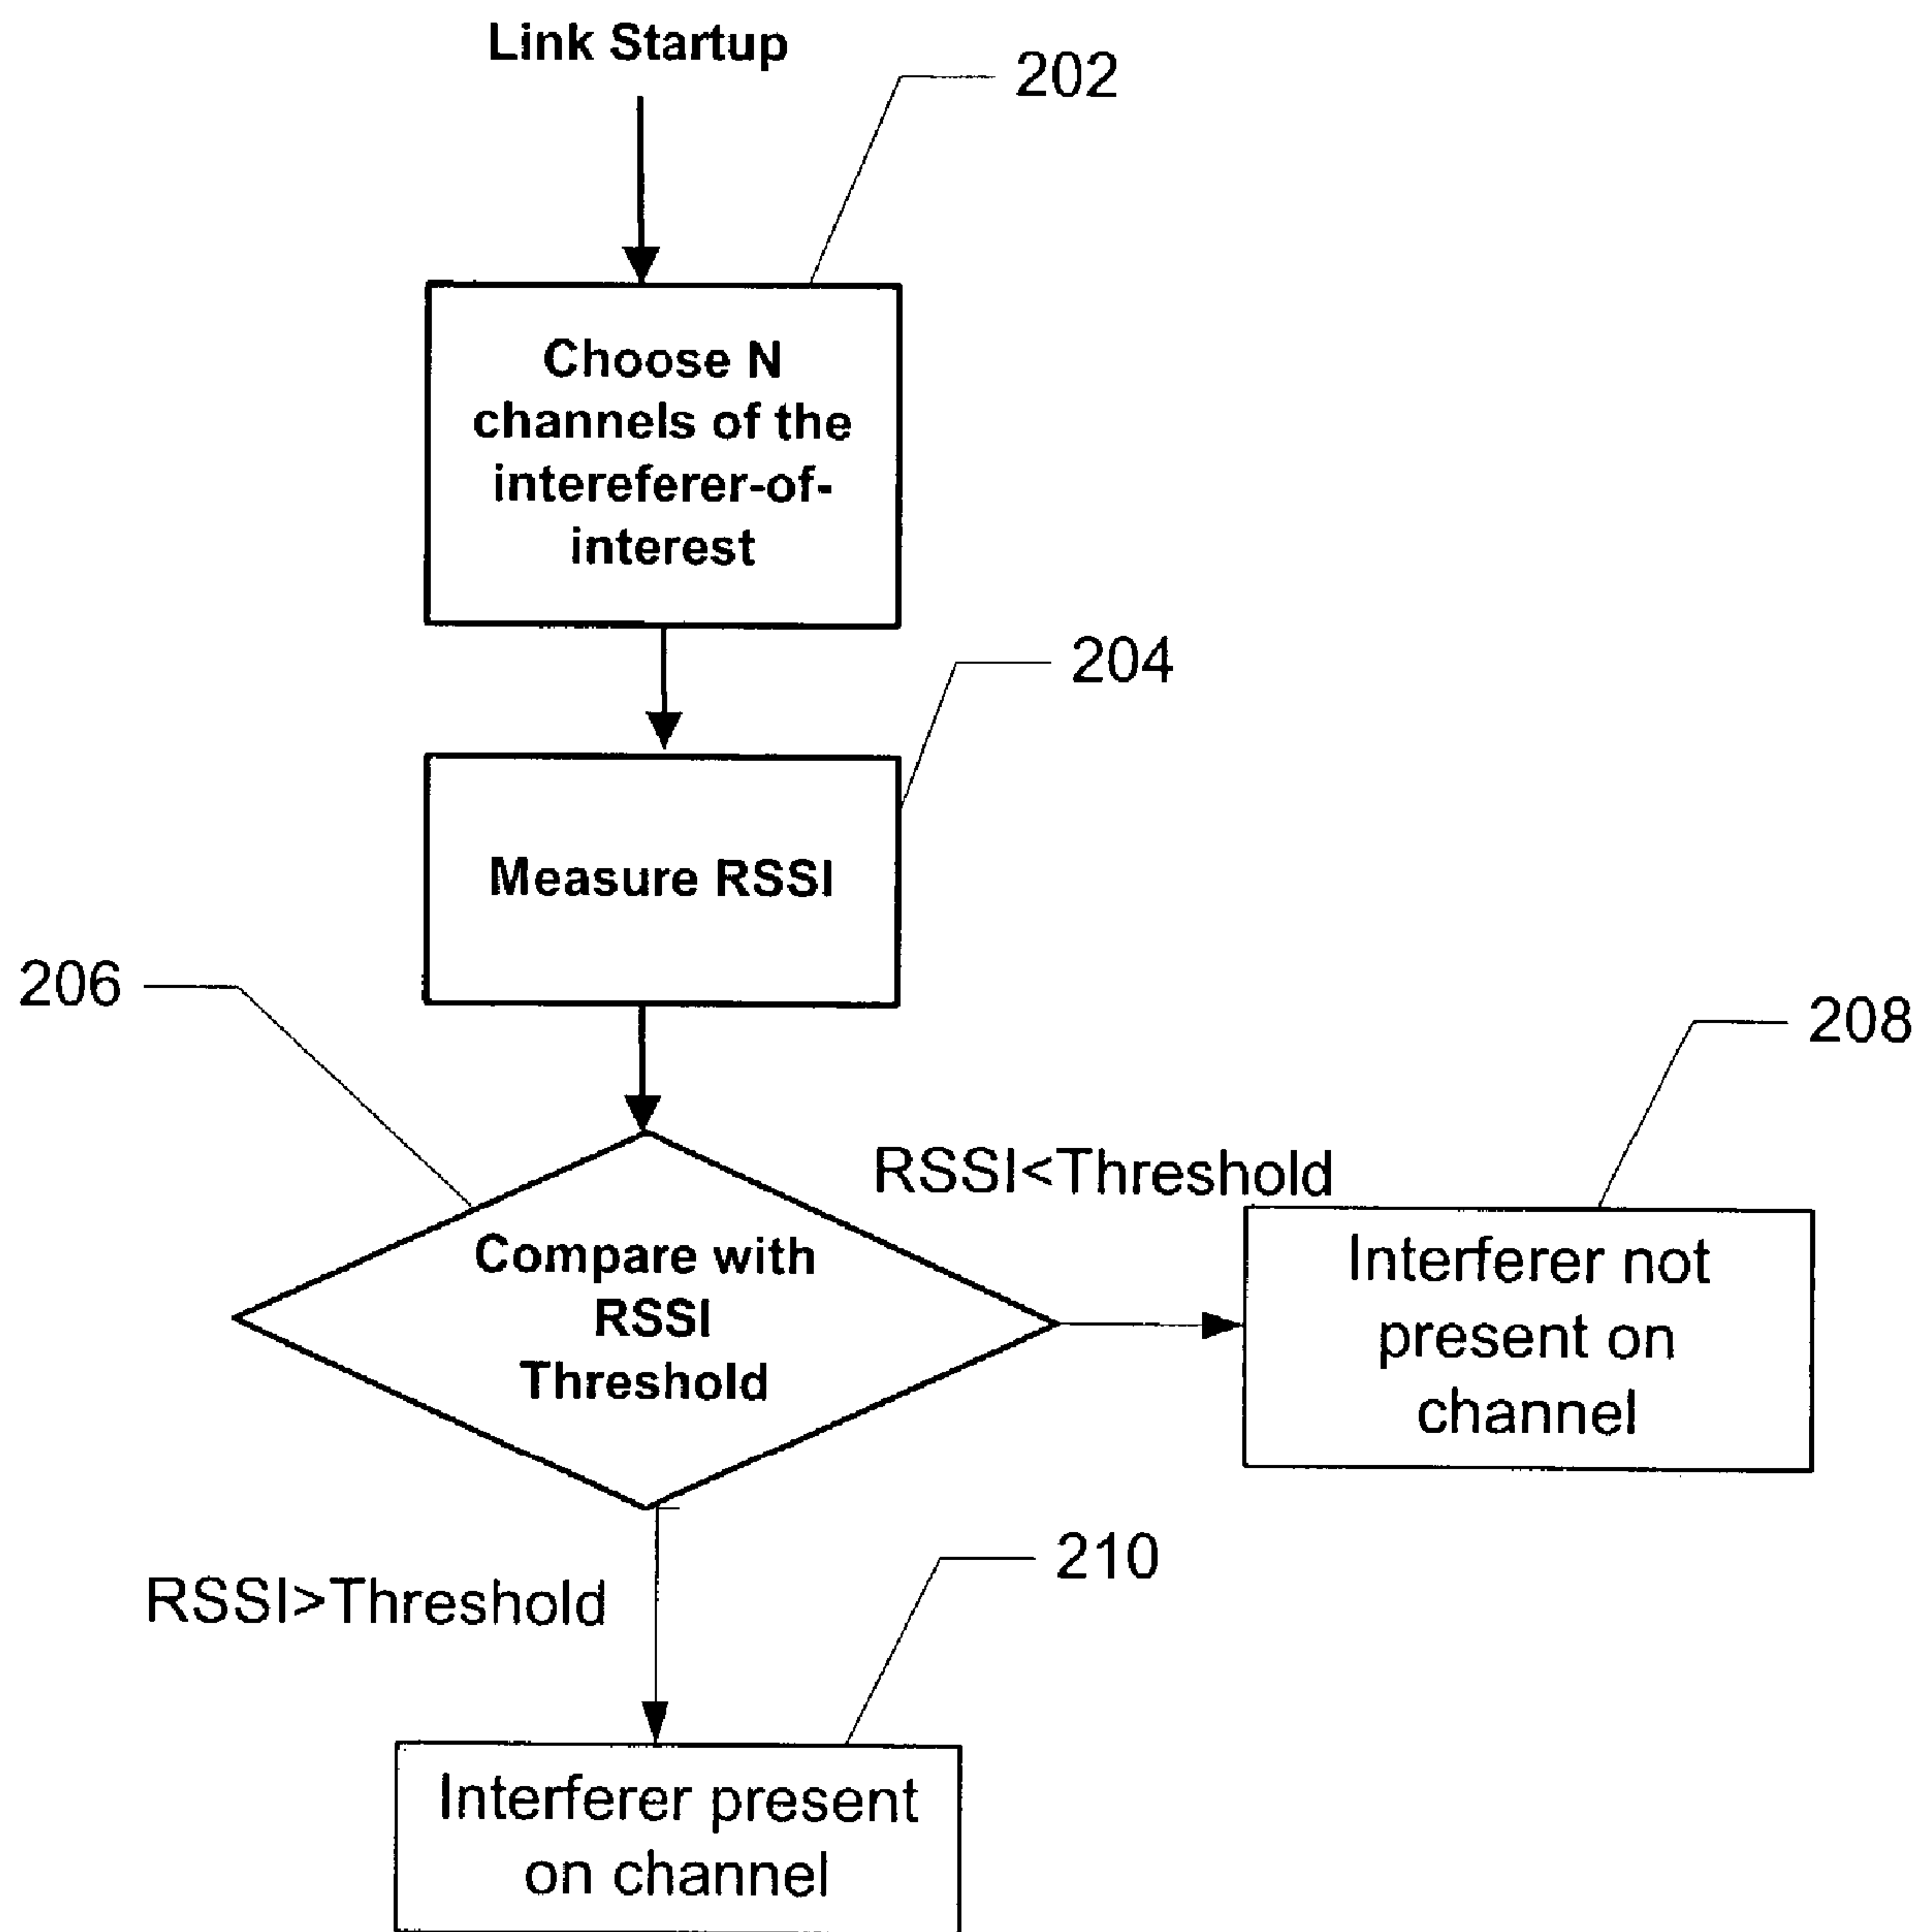 Link Startup
202
Choose N
channels of the
intereferer-of-
interest
204
Measure RSSI
206
208
RSSI<Threshold
Compare with
RSSI
Threshold
Interferer not
present on
channel
RSSI>Threshold
210
Interferer present
on channel